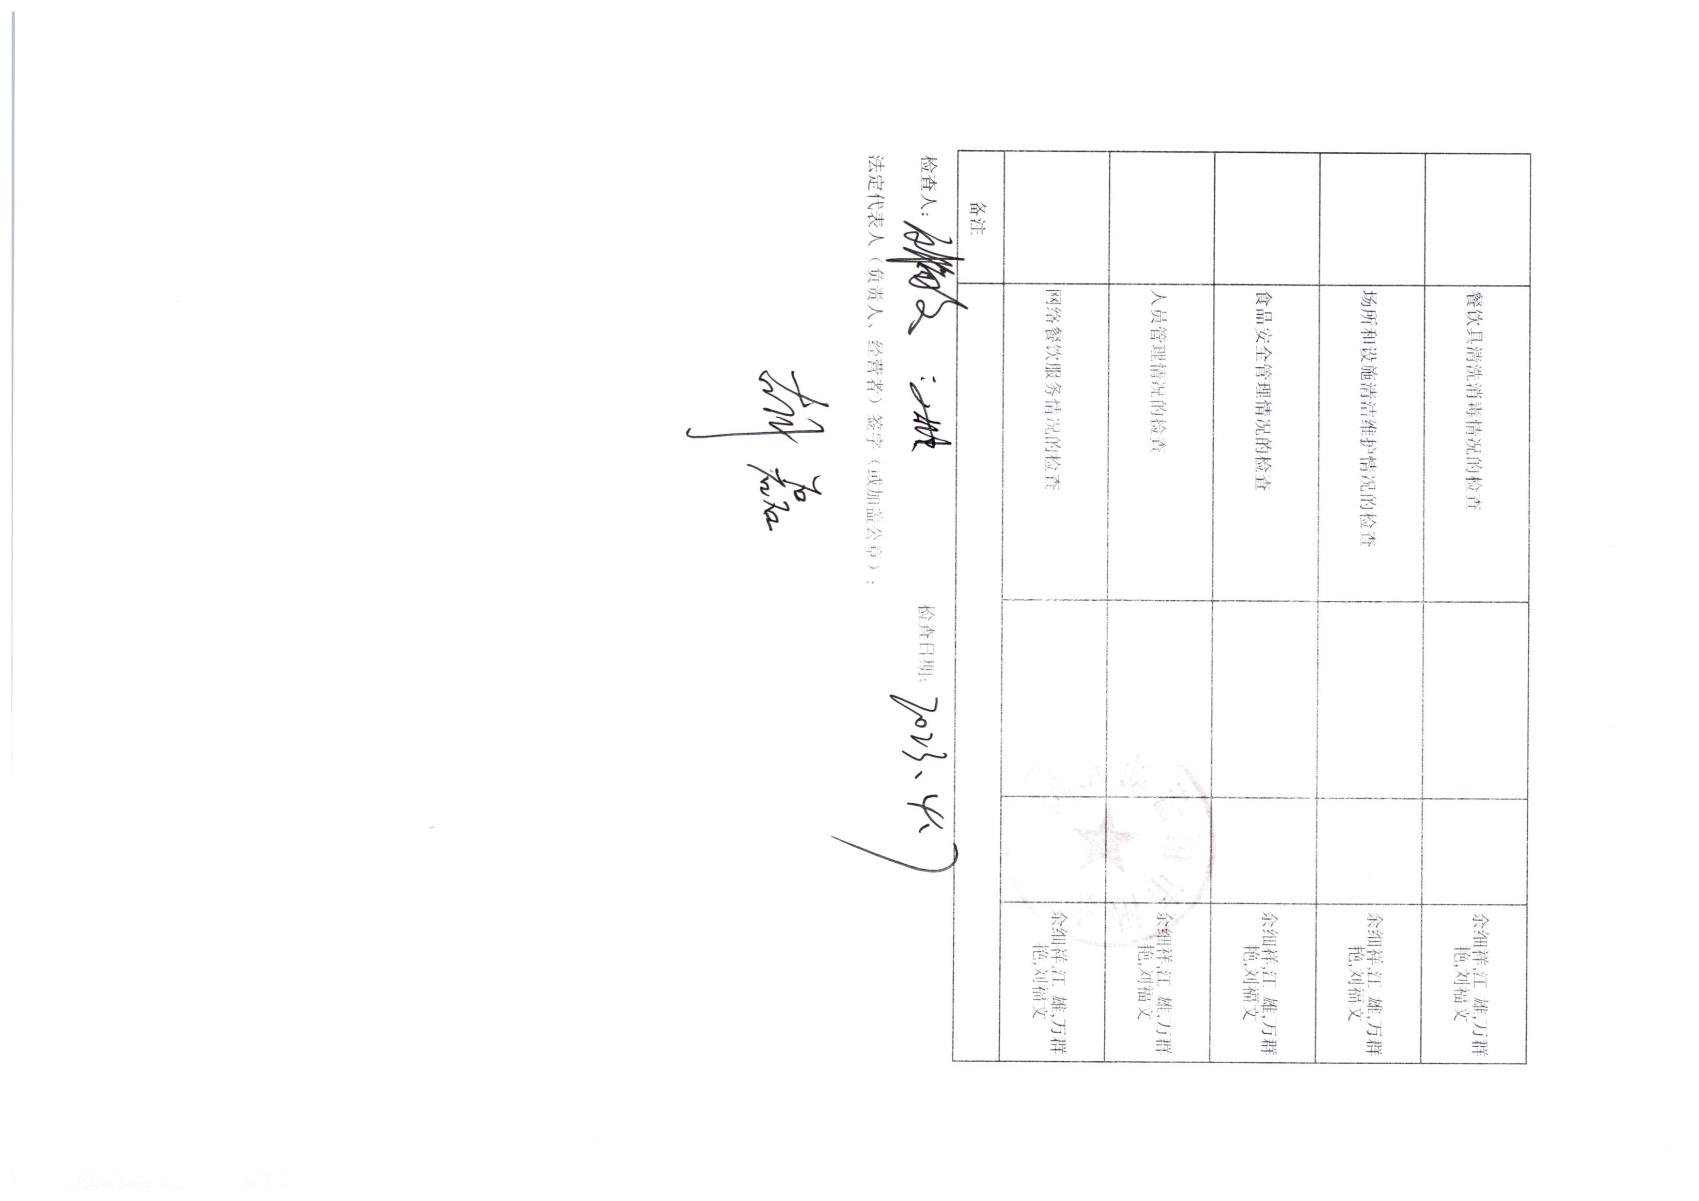 餐饮具清洗消毒情况的检查
余细祥,江 雄,万群
艳,刘福文
场所和设施清洁维护情况的检查
余细祥,江 雄,万群
艳,刘福文
食品安全管理情况的检查
余细祥,江 雄,万群
艳,刘福文
人员管理情况的检查
余细祥,江 雄,万群
艳,刘福文
网络餐饮服务情况的检查
余细祥,江 雄,万群
艳,刘福文
备注
检查人: 检查日期:
法定代表人(负责人、经营者)签字(或加盖公章):